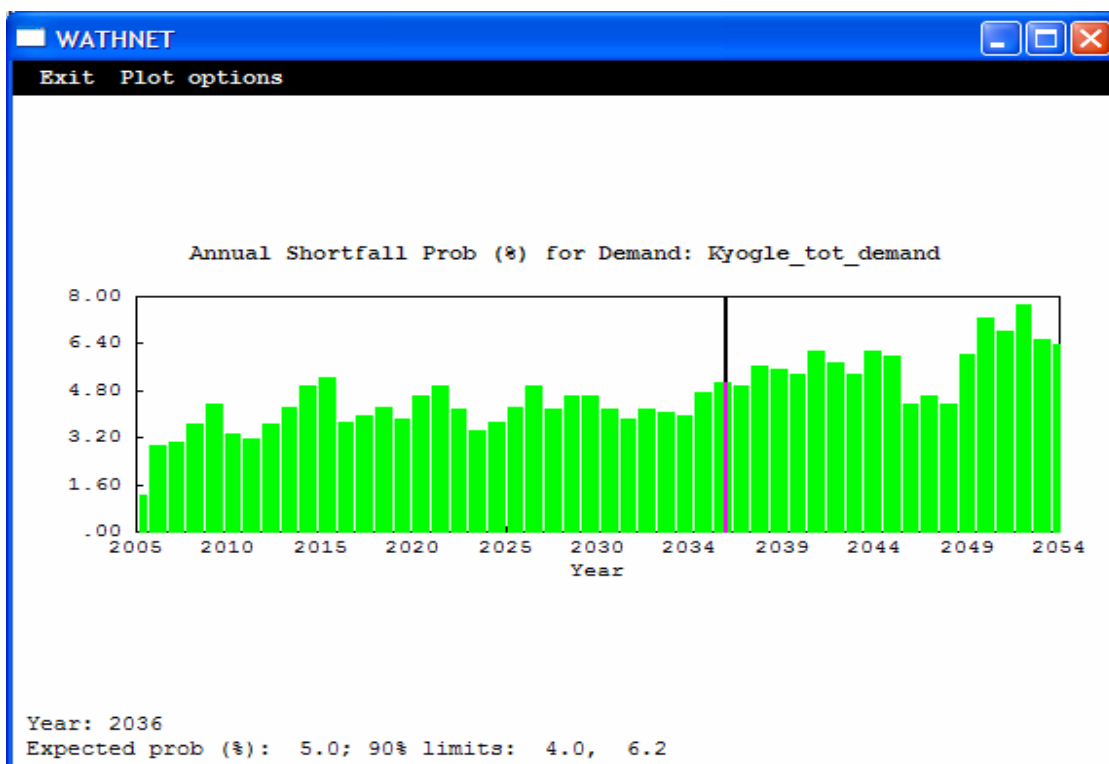 WATHNET
Exit Plot options
Annual Shortfall Prob (%) for Demand: Kyogle_tot_demand
8.00
6.40
4.80
3.20
1.60
.00
2005 2010 2015 2020 2025 2030 2034 2039 2044 2049 2054
Year
Year: 2036
Expected prob (%): 5.0; 90% limits: 4.0, 6.2